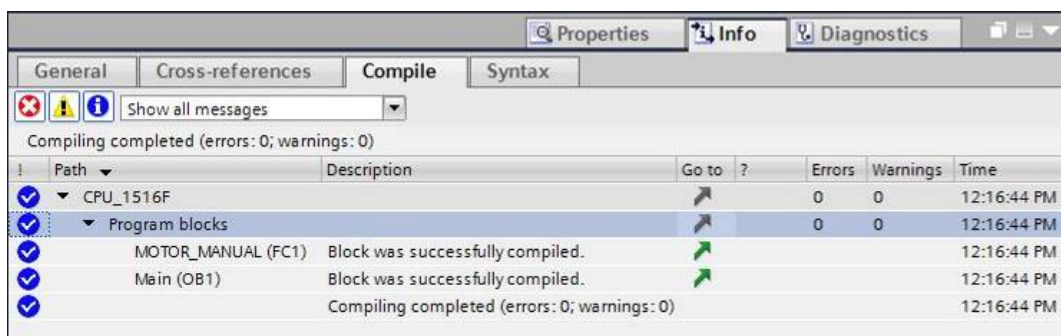 Properties Info Diagnostics
General Cross-references Compile Syntax
Show all messages
Compiling completed (errors: 0; warnings: 0)
! Path Description Go to ? Errors Warnings Time
CPU_1516F 0 0 12:16:44 PM
Program blocks 0 0 12:16:44 PM
MOTOR_MANUAL (FC1) Block was successfully compiled. 12:16:44 PM
Main (OB1) Block was successfully compiled. 12:16:44 PM
Compiling completed (errors: 0; warnings: 0) 12:16:44 PM